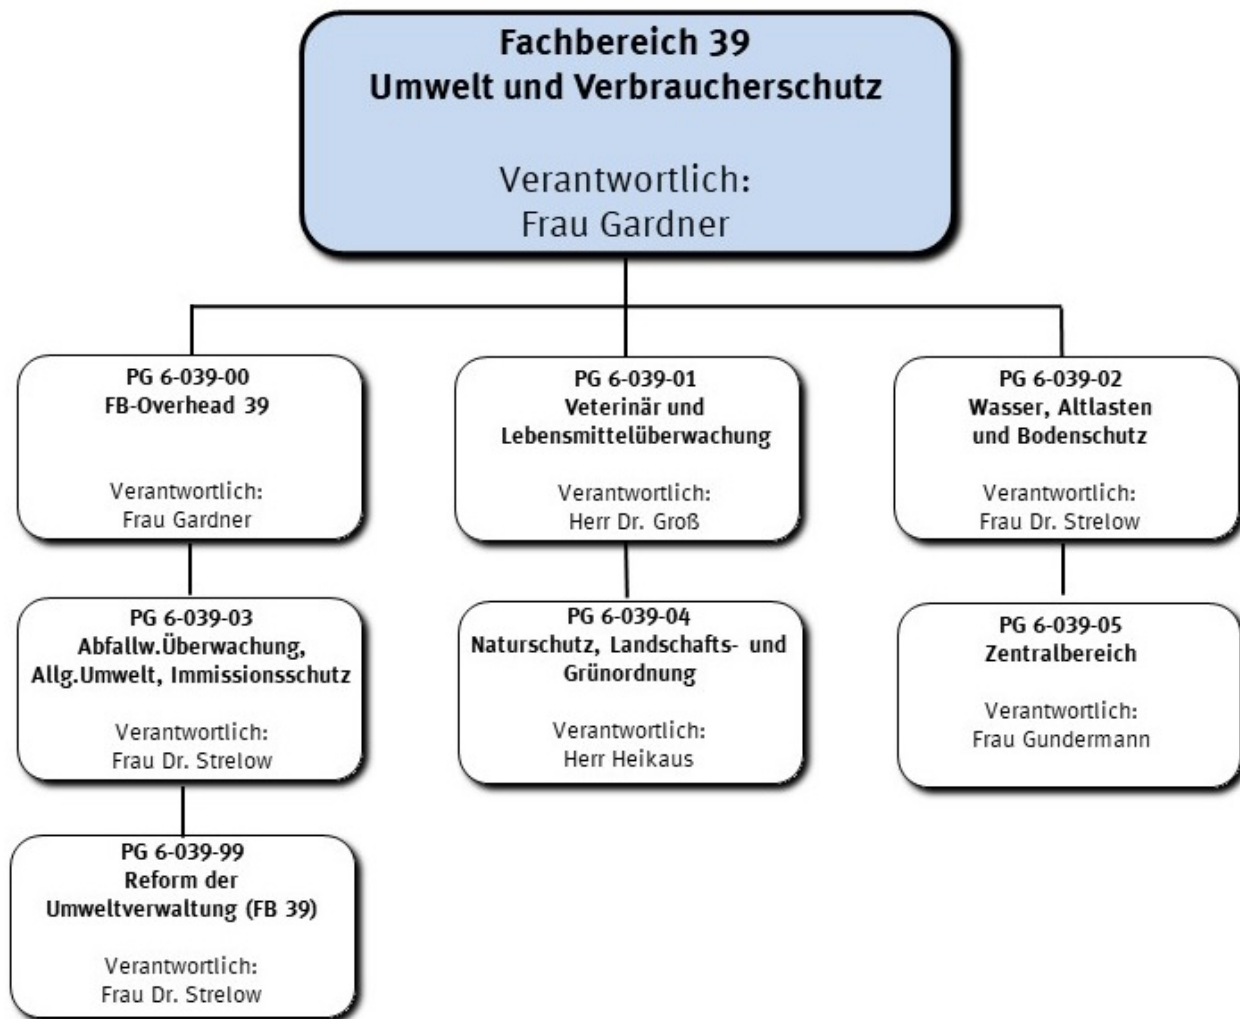 Fachbereich 39
Umwelt und Verbraucherschutz
Verantwortlich:
Frau Gardner
PG 6-039-00
FB-Overhead 39
Verantwortlich:
Frau Gardner
PG 6-039-01
Veterinär und
Lebensmittelüberwachung
Verantwortlich:
Herr Dr. Groß
PG 6-039-02
Wasser, Altlasten
und Bodenschutz
Verantwortlich:
Frau Dr. Strelow
PG 6-039-03
Abfallw.Überwachung,
Allg.Umwelt, Immissionsschutz
Verantwortlich:
Frau Dr. Strelow
PG 6-039-04
Naturschutz, Landschafts- und
Grünordnung
Verantwortlich:
Herr Heikaus
PG 6-039-05
Zentralbereich
Verantwortlich:
Frau Gundermann
PG 6-039-99
Reform der
Umweltverwaltung (FB 39)
Verantwortlich:
Frau Dr. Strelow